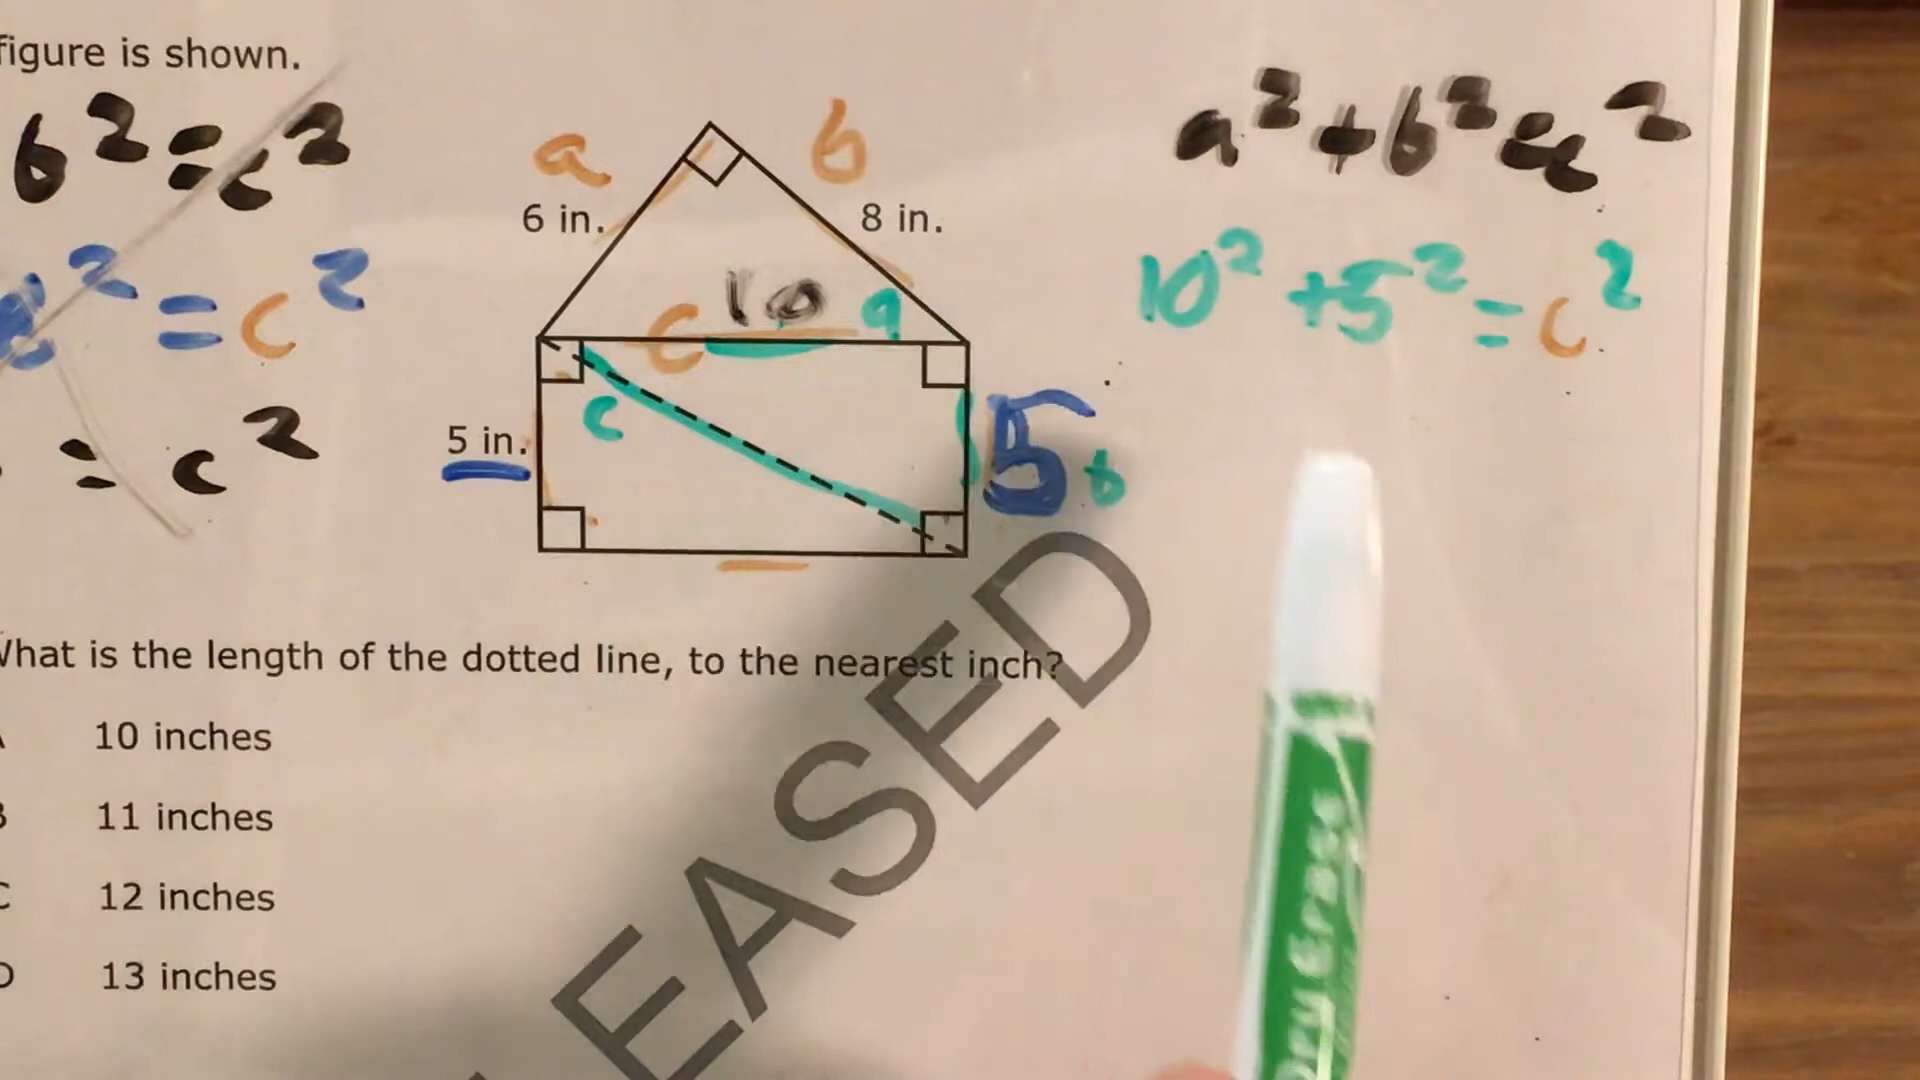 figure is shown.
6² = c²
² = c²
= c²
a
6
6 in.
8 in.
10
c
a
c
5 in.
5
b
a² + b² = c²
10² + 5² = c²
What is the length of the dotted line, to the nearest inch?
10 inches
11 inches
C 12 inches
D 13 inches
EASED
DRY ERASE